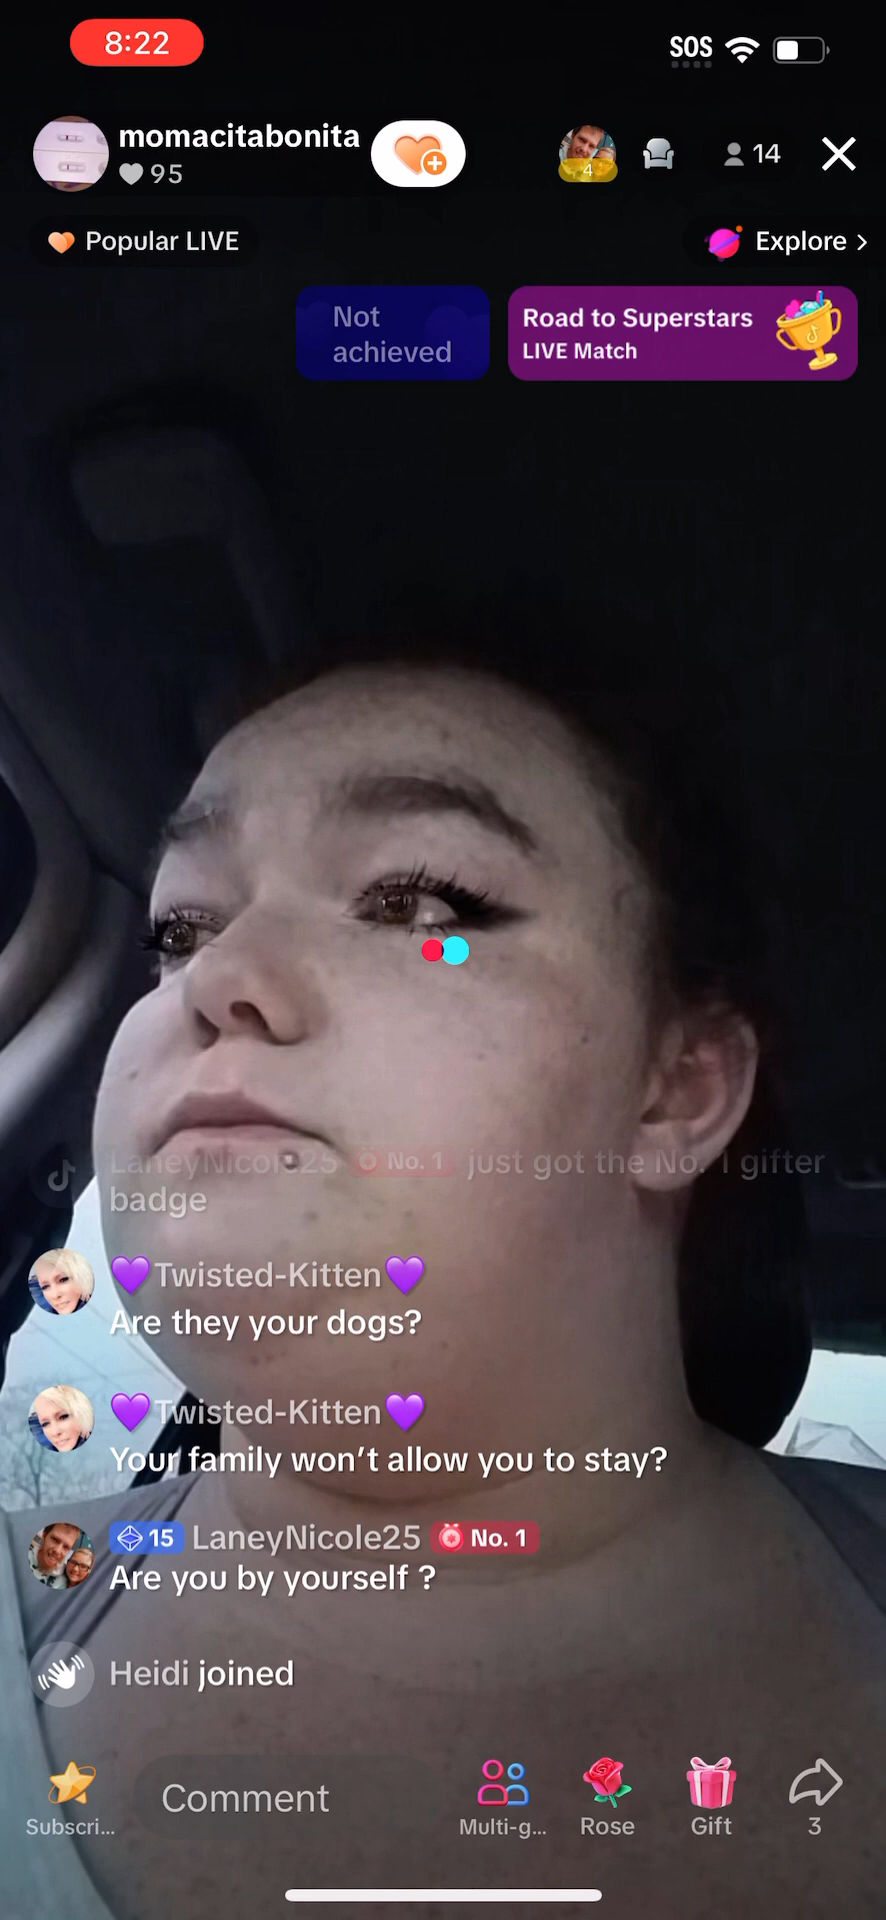 8:22
SOS
momacitabonita
95
4
14
Popular LIVE
Explore >
Not
achieved
Road to Superstars
LIVE Match
LaneyNicole25 No. 1 just got the No. 1 gifter
badge
💜Twisted-Kitten💜
Are they your dogs?
💜Twisted-Kitten💜
Your family won’t allow you to stay?
15 LaneyNicole25 No. 1
Are you by yourself ?
Heidi joined
Comment
Subscri...
Multi-g...
Rose
Gift
3